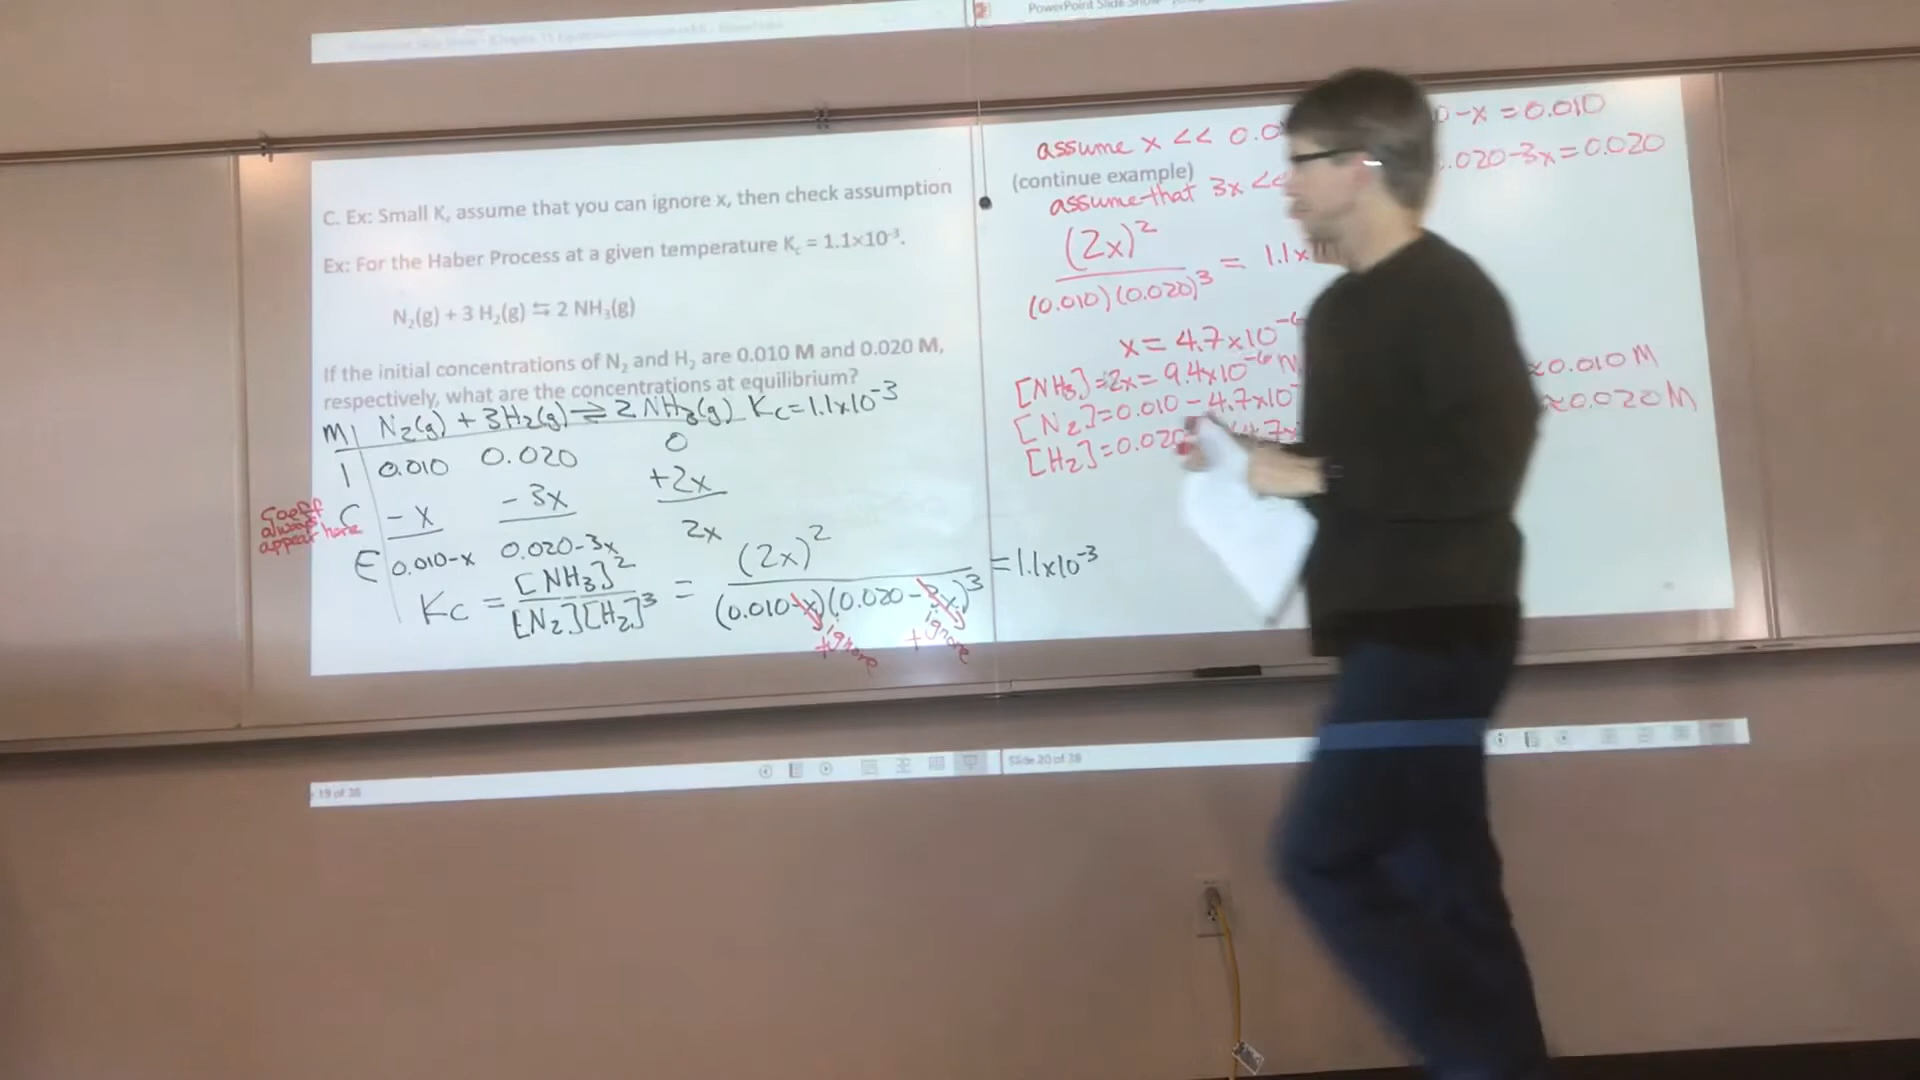 PowerPoint Slide Show
C. Ex: Small K, assume that you can ignore x, then check assumption
Ex: For the Haber Process at a given temperature Kc = 1.1×10⁻³.
N₂(g) + 3 H₂(g) ⇆ 2 NH₃(g)
If the initial concentrations of N₂ and H₂ are 0.010 M and 0.020 M,
respectively, what are the concentrations at equilibrium?
M | N₂(g) + 3H₂(g) ⇌ 2 NH₃(g) Kc=1.1x10⁻³
I 0.010 0.020 0
Coeff
always
appear here
C -x -3x +2x
E 0.010-x 0.020-3x 2x
Kc = [NH₃]² / [N₂][H₂]³ = (2x)² / (0.010-x)(0.020-3x)³ = 1.1x10⁻³
ignore ignore
assume x << 0.0
-x = 0.010
(continue example)
assume that 3x <<
.020-3x=0.020
(2x)² / (0.010)(0.020)³ = 1.1x
x = 4.7x10
[NH₃]=2x= 9.4x10⁻⁶ M
[N₂]=0.010-4.7x10
≈0.010 M
[H₂]=0.020 4.7x
≈0.020 M
19 of 38
Slide 20 of 38